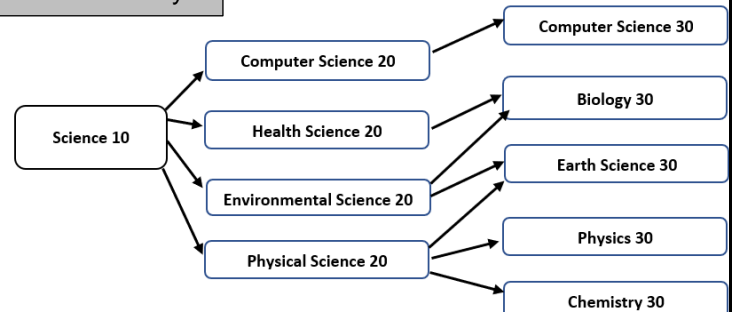 Computer Science 30
Computer Science 20
Biology 30
Health Science 20
Science 10
Earth Science 30
Environmental Science 20
Physics 30
Physical Science 20
Chemistry 30